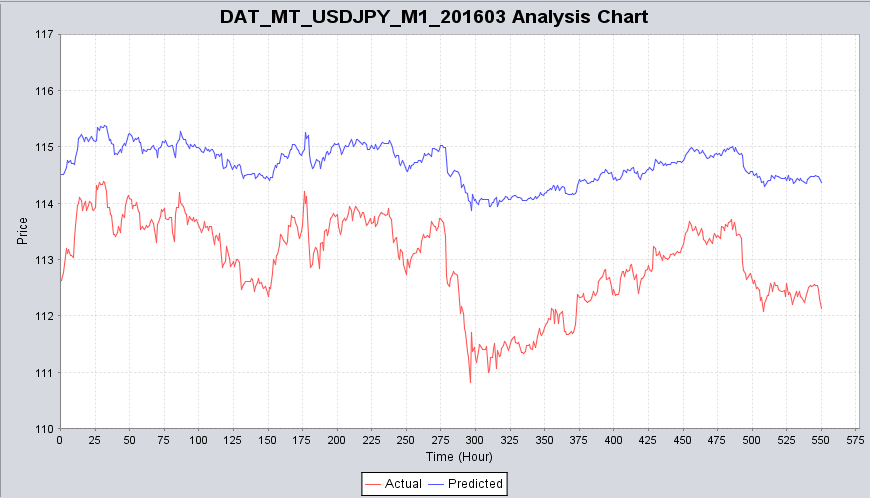 DAT_MT_USDJPY_M1_201603 Analysis Chart
117
116
115
114
113
112
111
110
Price
0 25 50 75 100 125 150 175 200 225 250 275 300 325 350 375 400 425 450 475 500 525 550 575
Time (Hour)
Actual Predicted